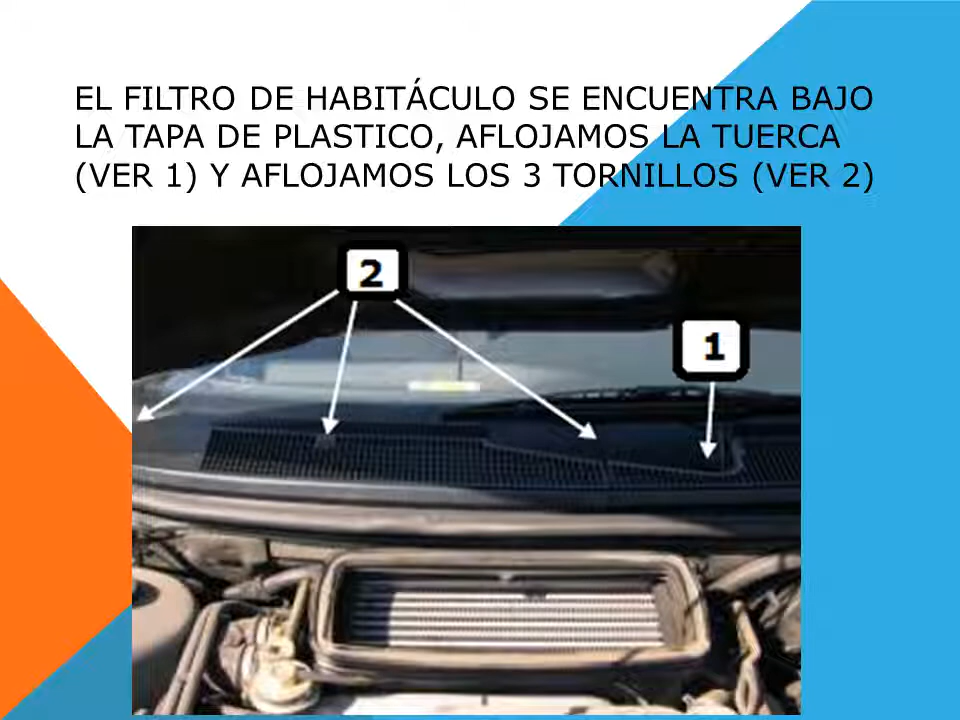 EL FILTRO DE HABITÁCULO SE ENCUENTRA BAJO
LA TAPA DE PLASTICO, AFLOJAMOS LA TUERCA
(VER 1) Y AFLOJAMOS LOS 3 TORNILLOS (VER 2)
2
1